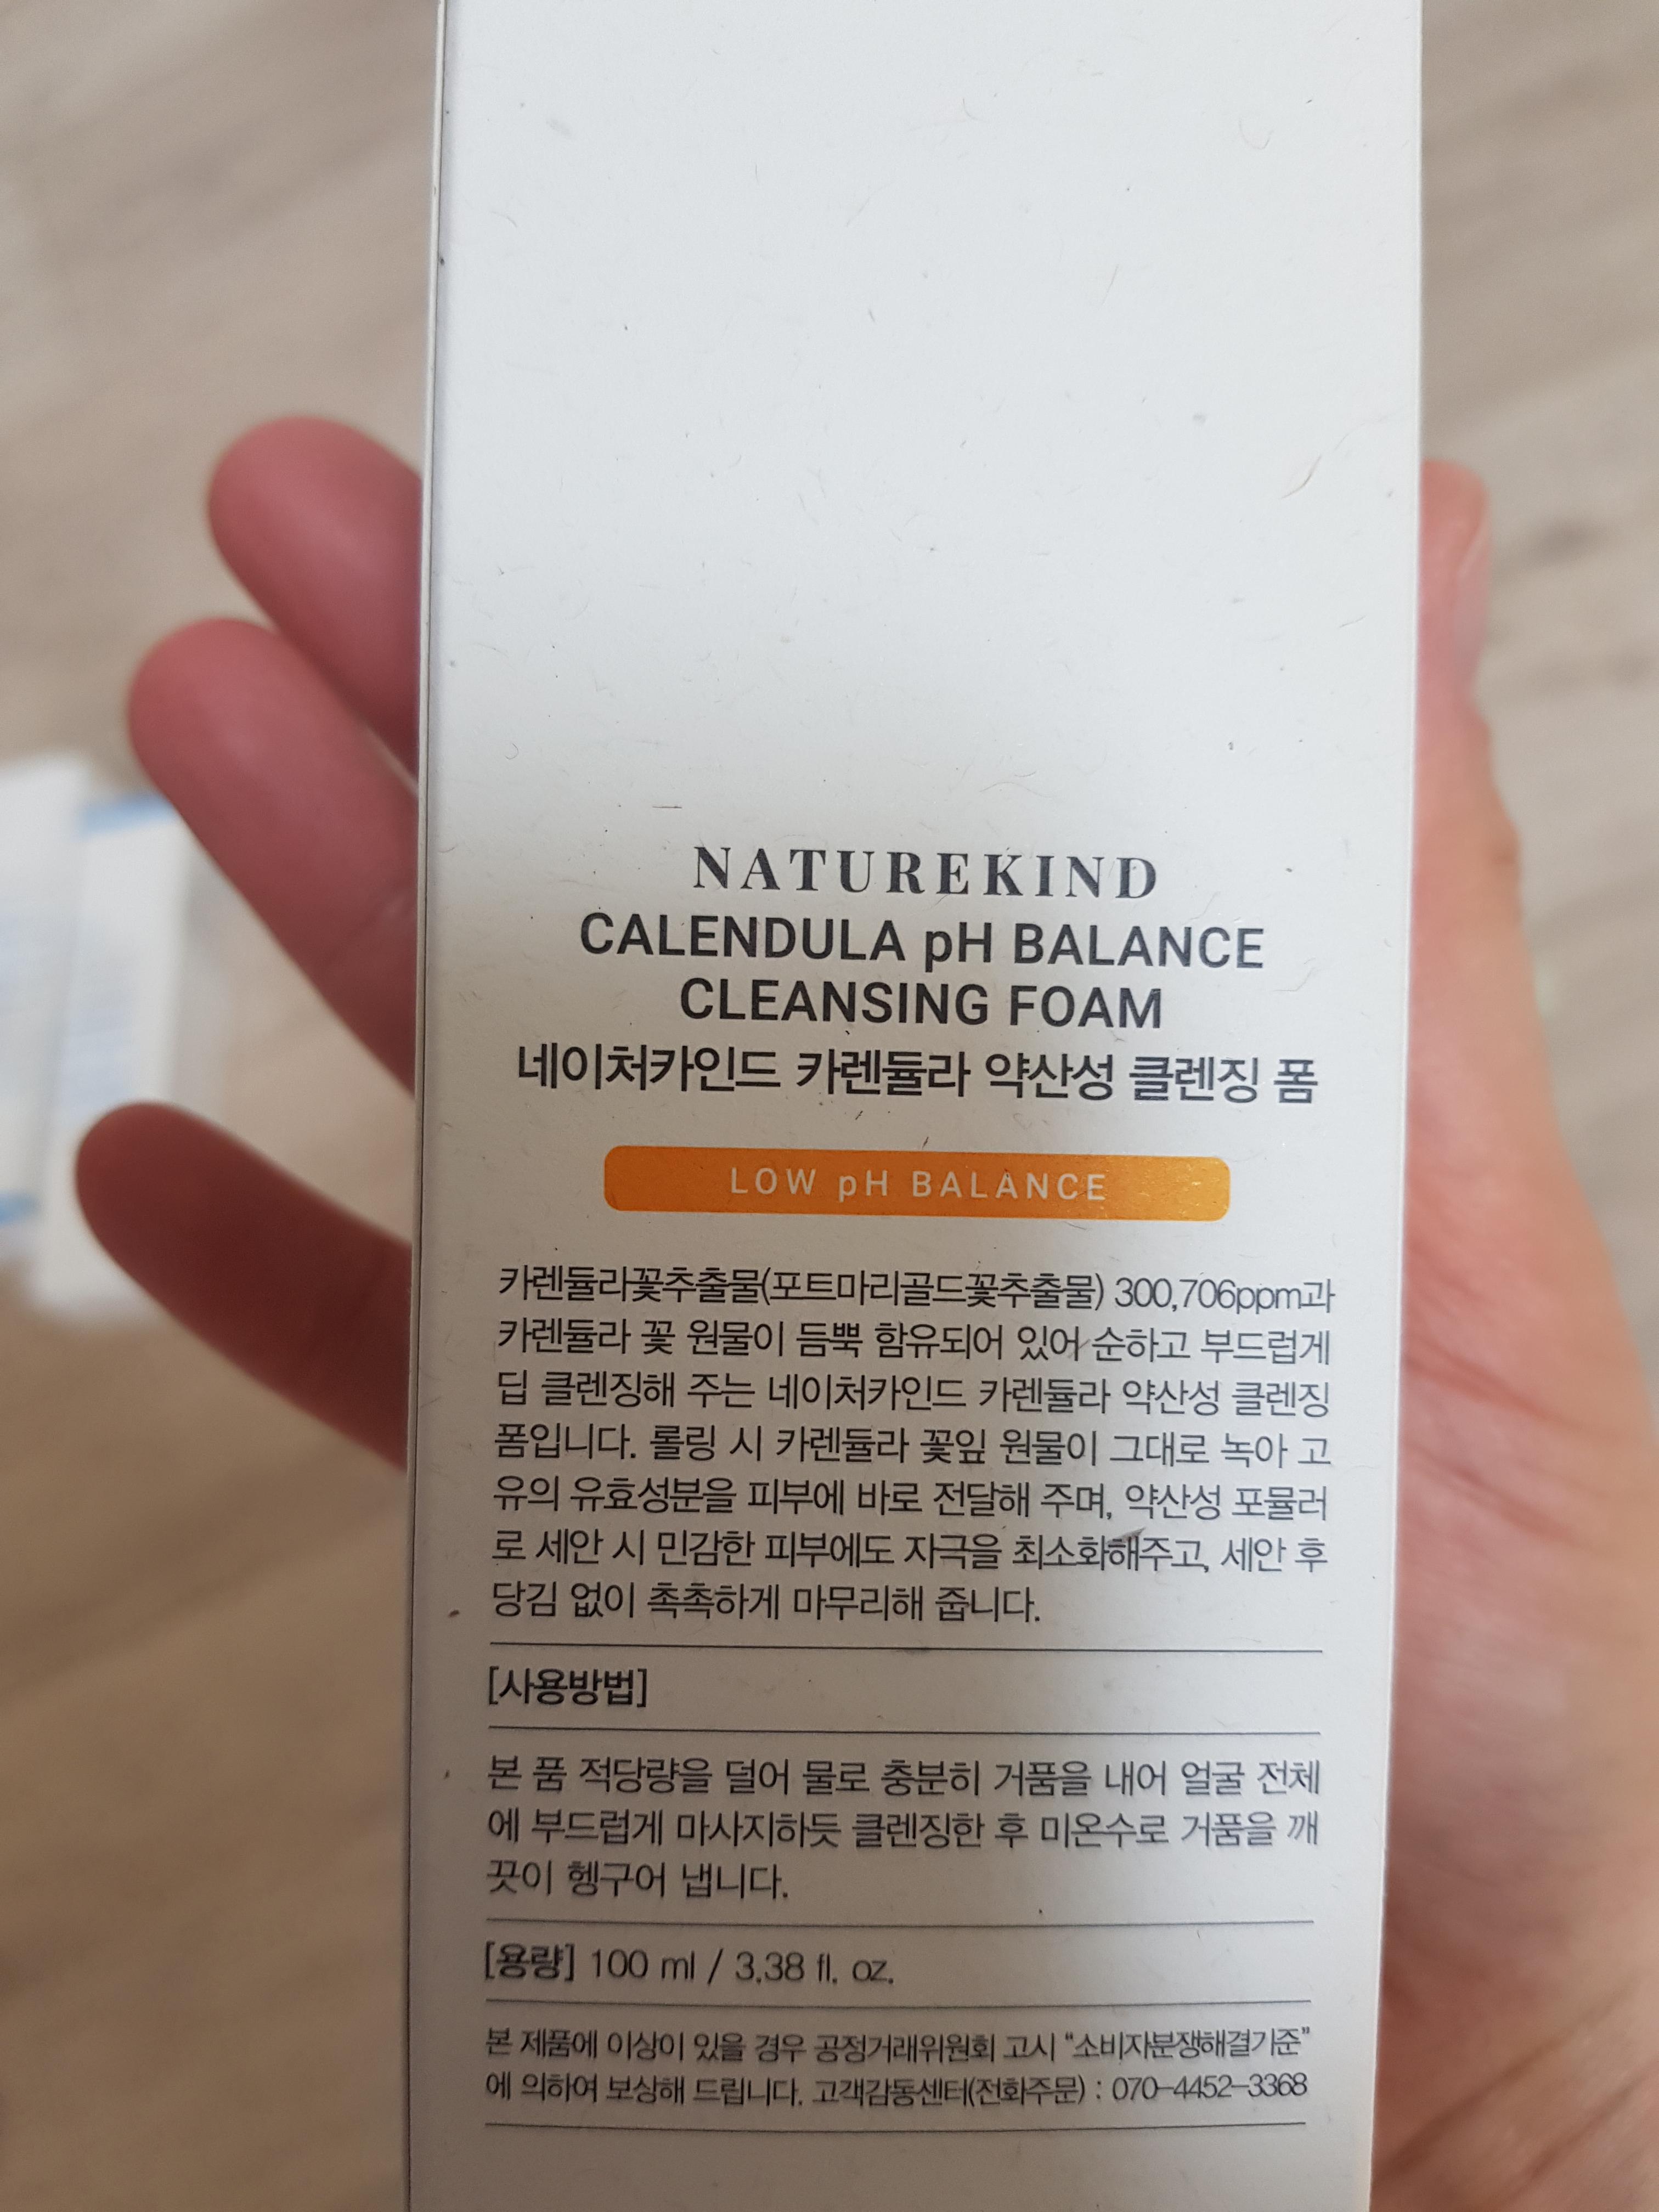 NATUREKIND
CALENDULA pH BALANCE
CLEANSING FOAM
네이처카인드 카렌듈라 약산성 클렌징 폼
LOW pH BALANCE
카렌듈라꽃추출물(포트마리골드꽃추출물) 300,706ppm과
카렌듈라 꽃 원물이 듬뿍 함유되어 있어 순하고 부드럽게
딥 클렌징해 주는 네이처카인드 카렌듈라 약산성 클렌징
폼입니다. 롤링 시 카렌듈라 꽃잎 원물이 그대로 녹아 고
유의 유효성분을 피부에 바로 전달해 주며, 약산성 포뮬러
로 세안 시 민감한 피부에도 자극을 최소화해주고, 세안 후
당김 없이 촉촉하게 마무리해 줍니다.
[사용방법]
본 품 적당량을 덜어 물로 충분히 거품을 내어 얼굴 전체
에 부드럽게 마사지하듯 클렌징한 후 미온수로 거품을 깨
끗이 헹구어 냅니다.
[용량] 100 ml / 3.38 fl. oz.
본 제품에 이상이 있을 경우 공정거래위원회 고시 “소비자분쟁해결기준”
에 의하여 보상해 드립니다. 고객감동센터(전화주문) : 070-4452-3368